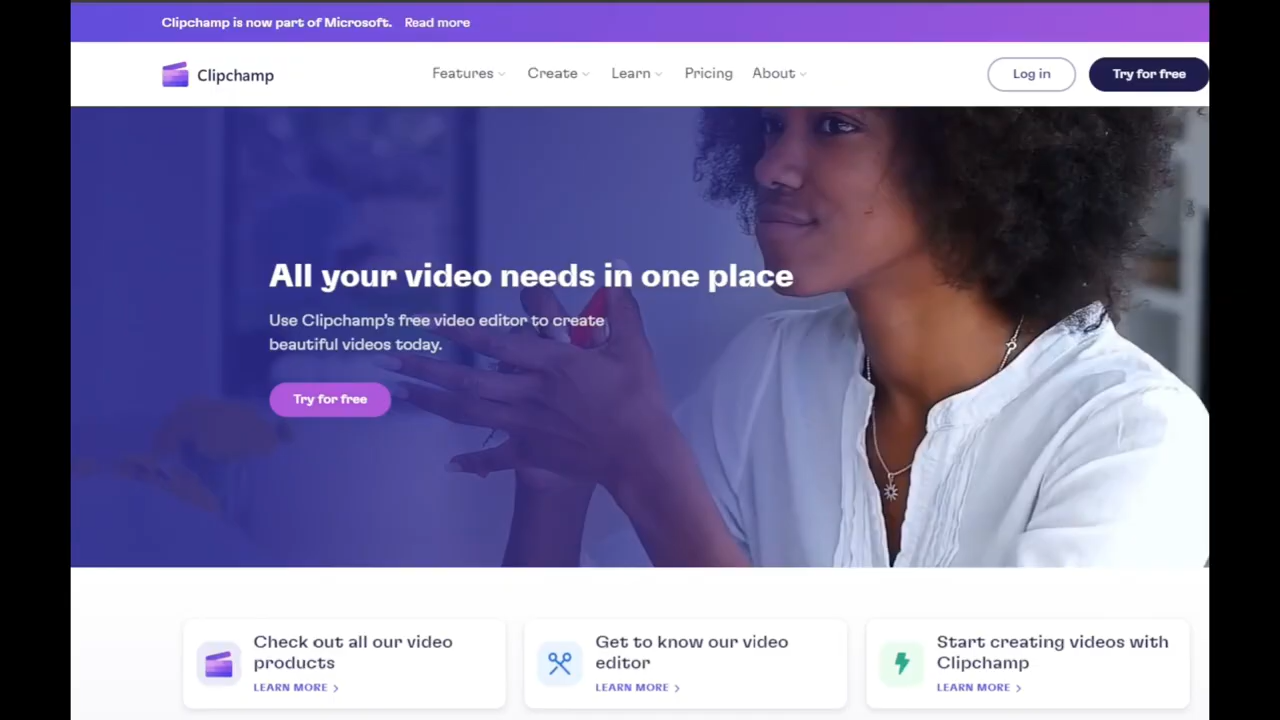 Clipchamp is now part of Microsoft. Read more
Clipchamp
Features
Create
Learn
Pricing
About
Log in
Try for free
All your video needs in one place
Use Clipchamp's free video editor to create
beautiful videos today.
Try for free
Check out all our video
products
LEARN MORE
Get to know our video
editor
LEARN MORE
Start creating videos with
Clipchamp
LEARN MORE